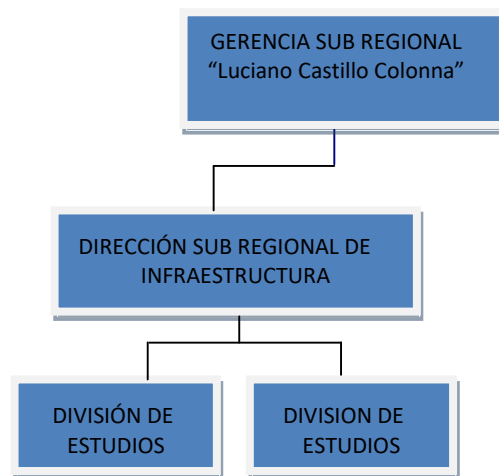 GERENCIA SUB REGIONAL
“Luciano Castillo Colonna”
DIRECCIÓN SUB REGIONAL DE
INFRAESTRUCTURA
DIVISIÓN DE
ESTUDIOS
DIVISION DE
ESTUDIOS